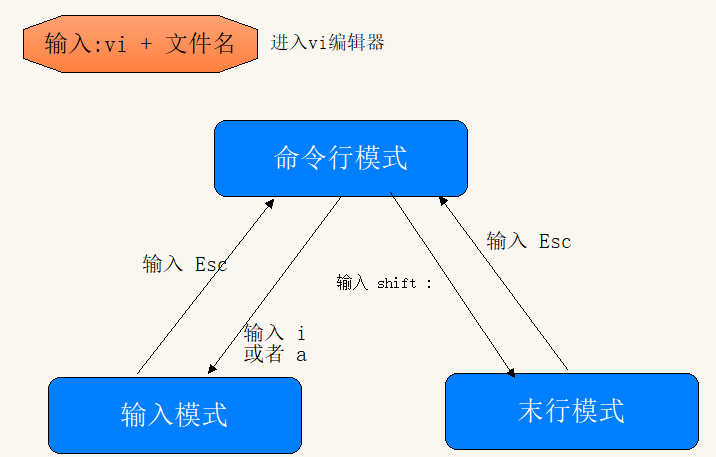 输入:vi + 文件名
进入vi编辑器
命令行模式
输入 Esc
输入 Esc
输入 shift :
输入 i
或者 a
输入模式
末行模式